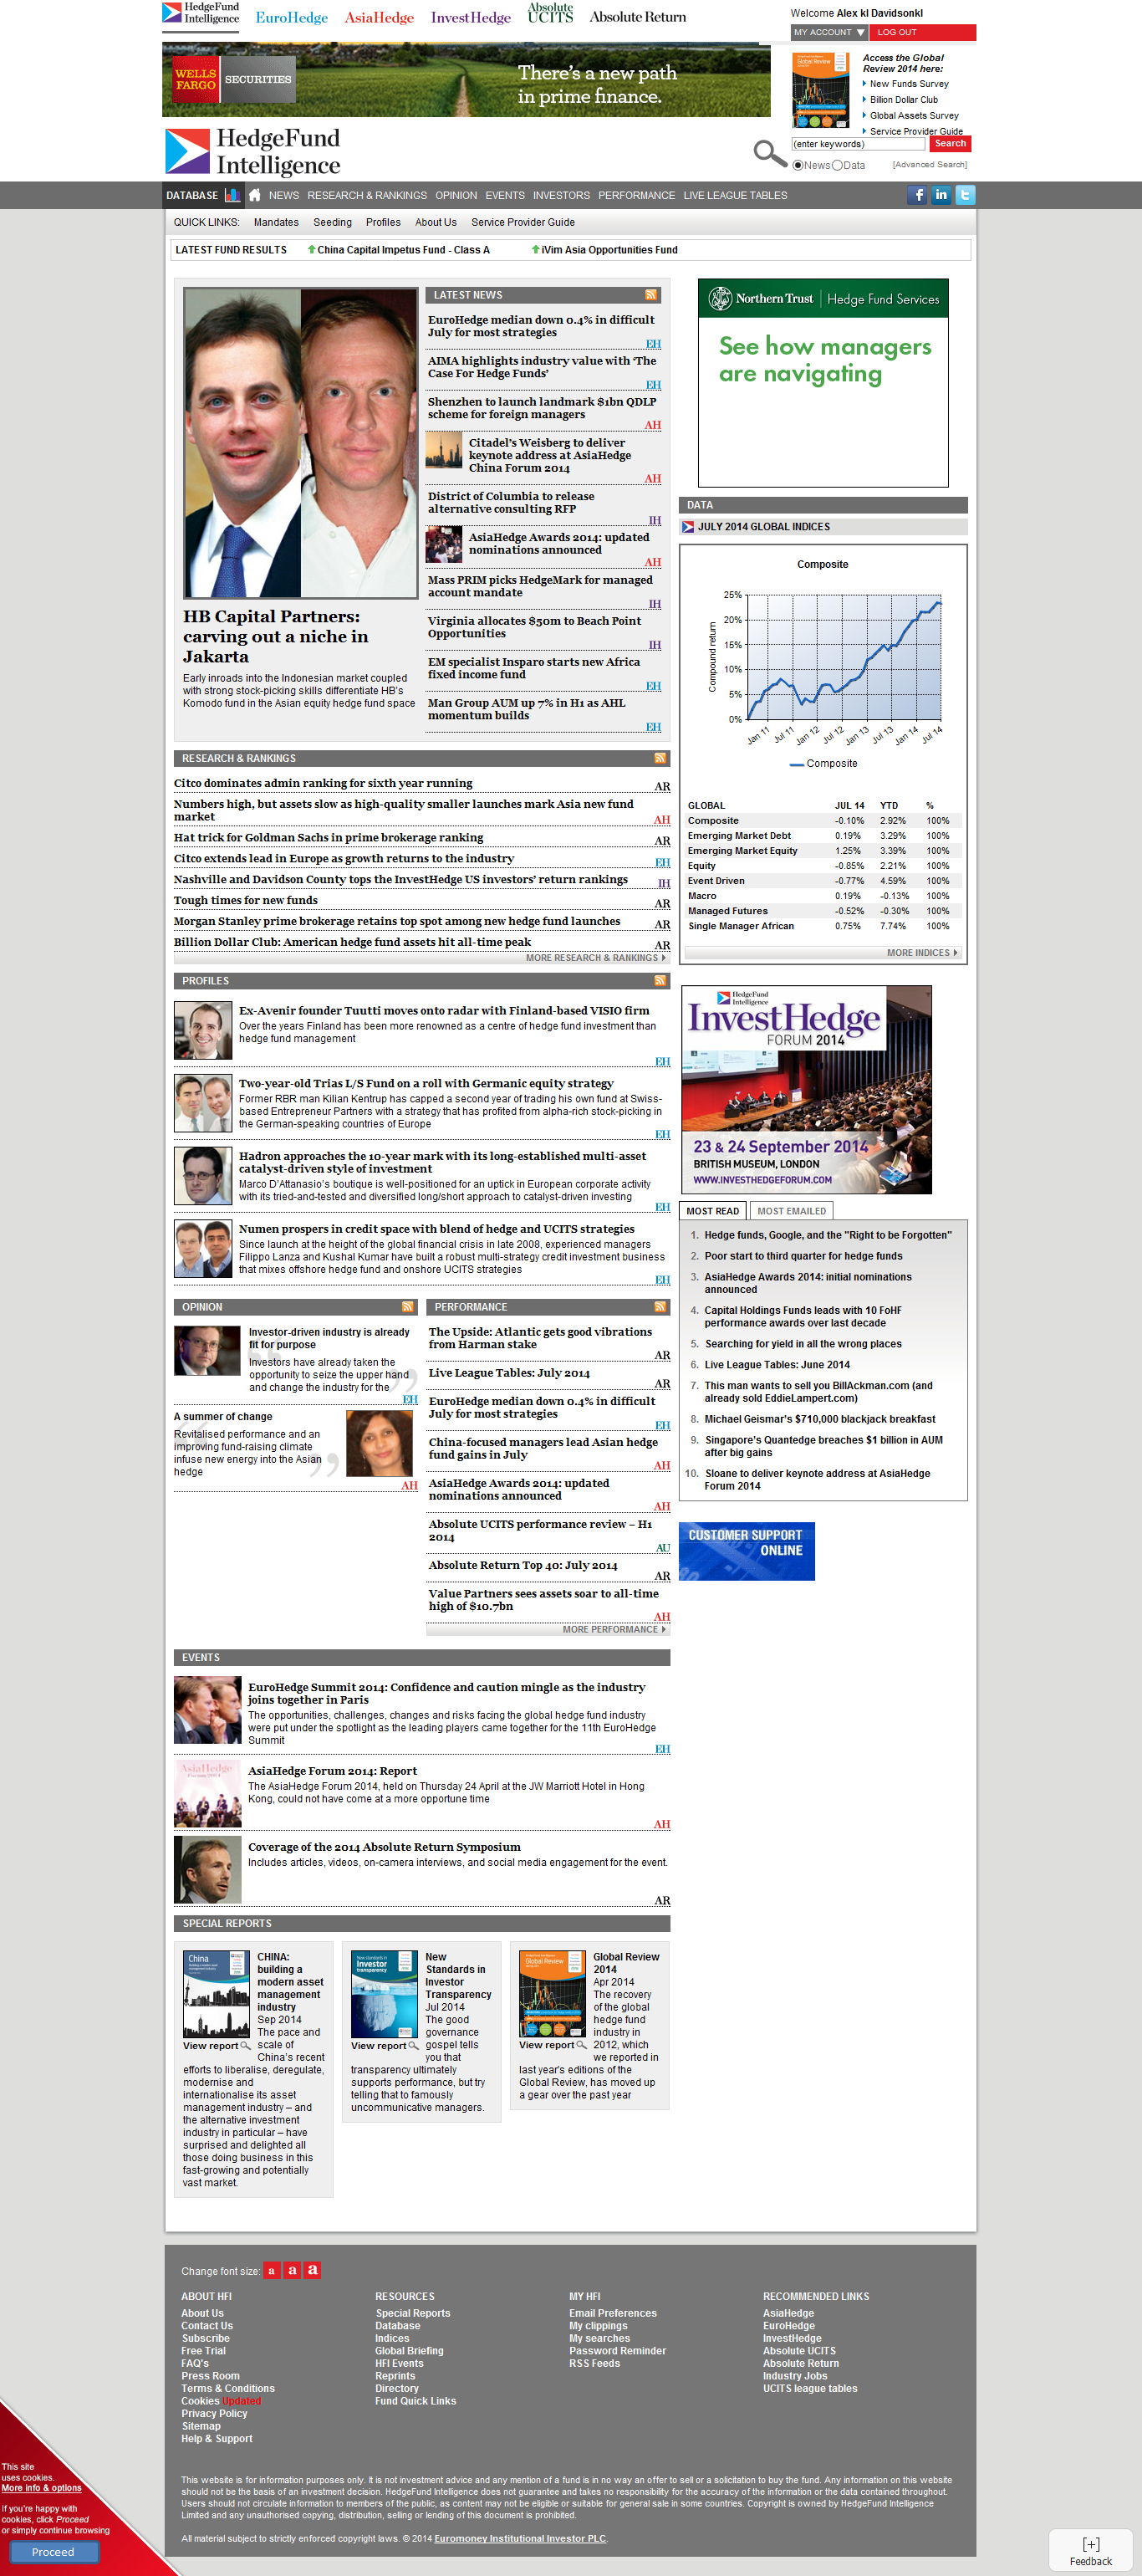 HedgeFund
Intelligence
EuroHedge
AsiaHedge
InvestHedge
Absolute
UCITS
Absolute Return
Welcome Alex kl Davidsonkl
MY ACCOUNT
LOG OUT
WELLS
FARGO
SECURITIES
There's a new path
in prime finance.
Access the Global
Review 2014 here:
New Funds Survey
Billion Dollar Club
Global Assets Survey
Service Provider Guide
HedgeFund
Intelligence
(enter keywords)
Search
News Data
[Advanced Search]
DATABASE NEWS RESEARCH & RANKINGS OPINION EVENTS INVESTORS PERFORMANCE LIVE LEAGUE TABLES
QUICK LINKS: Mandates Seeding Profiles About Us Service Provider Guide
LATEST FUND RESULTS China Capital Impetus Fund - Class A iVim Asia Opportunities Fund
HB Capital Partners:
carving out a niche in
Jakarta
Early inroads into the Indonesian market coupled
with strong stock-picking skills differentiate HB's
Komodo fund in the Asian equity hedge fund space
LATEST NEWS
EuroHedge median down 0.4% in difficult
July for most strategies
EH
AIMA highlights industry value with 'The
Case For Hedge Funds'
EH
Shenzhen to launch landmark $1bn QDLP
scheme for foreign managers
AH
Citadel's Weisberg to deliver
keynote address at AsiaHedge
China Forum 2014
AH
District of Columbia to release
alternative consulting RFP
IH
AsiaHedge Awards 2014: updated
nominations announced
AH
Mass PRIM picks HedgeMark for managed
account mandate
IH
Virginia allocates $50m to Beach Point
Opportunities
IH
EM specialist Insparo starts new Africa
fixed income fund
EH
Man Group AUM up 7% in H1 as AHL
momentum builds
EH
Northern Trust Hedge Fund Services
See how managers
are navigating
DATA
JULY 2014 GLOBAL INDICES
Composite
Compound return
25%
20%
15%
10%
5%
0%
Jan 11 Jul 11 Jan 12 Jul 12 Jan 13 Jul 13 Jan 14 Jul 14
Composite
GLOBAL JUL 14 YTD %
Composite -0.10% 2.92% 100%
Emerging Market Debt 0.19% 3.29% 100%
Emerging Market Equity 1.25% 3.39% 100%
Equity -0.85% 2.21% 100%
Event Driven -0.77% 4.59% 100%
Macro 0.19% -0.13% 100%
Managed Futures -0.52% -0.30% 100%
Single Manager African 0.75% 7.74% 100%
MORE INDICES
RESEARCH & RANKINGS
Citco dominates admin ranking for sixth year running
AR
Numbers high, but assets slow as high-quality smaller launches mark Asia new fund
market
AH
Hat trick for Goldman Sachs in prime brokerage ranking
AR
Citco extends lead in Europe as growth returns to the industry
EH
Nashville and Davidson County tops the InvestHedge US investors' return rankings
IH
Tough times for new funds
AR
Morgan Stanley prime brokerage retains top spot among new hedge fund launches
AR
Billion Dollar Club: American hedge fund assets hit all-time peak
AR
MORE RESEARCH & RANKINGS
PROFILES
Ex-Avenir founder Tuutti moves onto radar with Finland-based VISIO firm
Over the years Finland has been more renowned as a centre of hedge fund investment than
hedge fund management
EH
Two-year-old Trias L/S Fund on a roll with Germanic equity strategy
Former RBR man Kilian Kentrup has capped a second year of trading his own fund at Swiss-
based Entrepreneur Partners with a strategy that has profited from alpha-rich stock-picking in
the German-speaking countries of Europe
EH
Hadron approaches the 10-year mark with its long-established multi-asset
catalyst-driven style of investment
Marco D'Attanasio's boutique is well-positioned for an uptick in European corporate activity
with its tried-and-tested and diversified long/short approach to catalyst-driven investing
EH
Numen prospers in credit space with blend of hedge and UCITS strategies
Since launch at the height of the global financial crisis in late 2008, experienced managers
Filippo Lanza and Kushal Kumar have built a robust multi-strategy credit investment business
that mixes offshore hedge fund and onshore UCITS strategies
EH
HedgeFund
Intelligence
InvestHedge
FORUM 2014
23 & 24 September 2014
BRITISH MUSEUM, LONDON
WWW.INVESTHEDGEFORUM.COM
MOST READ MOST EMAILED
1. Hedge funds, Google, and the "Right to be Forgotten"
2. Poor start to third quarter for hedge funds
3. AsiaHedge Awards 2014: initial nominations
announced
4. Capital Holdings Funds leads with 10 FoHF
performance awards over last decade
5. Searching for yield in all the wrong places
6. Live League Tables: June 2014
7. This man wants to sell you BillAckman.com (and
already sold EddieLampert.com)
8. Michael Geismar's $710,000 blackjack breakfast
9. Singapore's Quantedge breaches $1 billion in AUM
after big gains
10. Sloane to deliver keynote address at AsiaHedge
Forum 2014
CUSTOMER SUPPORT
ONLINE
OPINION
Investor-driven industry is already
fit for purpose
Investors have already taken the
opportunity to seize the upper hand
and change the industry for the
EH
A summer of change
Revitalised performance and an
improving fund-raising climate
infuse new energy into the Asian
hedge
AH
PERFORMANCE
The Upside: Atlantic gets good vibrations
from Harman stake
AR
Live League Tables: July 2014
AR
EuroHedge median down 0.4% in difficult
July for most strategies
EH
China-focused managers lead Asian hedge
fund gains in July
AH
AsiaHedge Awards 2014: updated
nominations announced
AH
Absolute UCITS performance review – H1
2014
AU
Absolute Return Top 40: July 2014
AR
Value Partners sees assets soar to all-time
high of $10.7bn
AH
MORE PERFORMANCE
EVENTS
EuroHedge Summit 2014: Confidence and caution mingle as the industry
joins together in Paris
The opportunities, challenges, changes and risks facing the global hedge fund industry
were put under the spotlight as the leading players came together for the 11th EuroHedge
Summit
EH
AsiaHedge Forum 2014: Report
The AsiaHedge Forum 2014, held on Thursday 24 April at the JW Marriott Hotel in Hong
Kong, could not have come at a more opportune time
AH
Coverage of the 2014 Absolute Return Symposium
Includes articles, videos, on-camera interviews, and social media engagement for the event.
AR
SPECIAL REPORTS
China
View report
CHINA:
building a
modern asset
management
industry
Sep 2014
The pace and
scale of
China's recent
efforts to liberalise, deregulate,
modernise and
internationalise its asset
management industry – and
the alternative investment
industry in particular – have
surprised and delighted all
those doing business in this
fast-growing and potentially
vast market.
Investor
transparency
View report
New
Standards in
Investor
Transparency
Jul 2014
The good
governance
gospel tells
you that
transparency ultimately
supports performance, but try
telling that to famously
uncommunicative managers.
Global Review
View report
Global Review
2014
Apr 2014
The recovery
of the global
hedge fund
industry in
2012, which
we reported in
last year's editions of the
Global Review, has moved up
a gear over the past year
Change font size: a a a
ABOUT HFI
About Us
Contact Us
Subscribe
Free Trial
FAQ's
Press Room
Terms & Conditions
Cookies Updated
Privacy Policy
Sitemap
Help & Support
RESOURCES
Special Reports
Database
Indices
Global Briefing
HFI Events
Reprints
Directory
Fund Quick Links
MY HFI
Email Preferences
My clippings
My searches
Password Reminder
RSS Feeds
RECOMMENDED LINKS
AsiaHedge
EuroHedge
InvestHedge
Absolute UCITS
Absolute Return
Industry Jobs
UCITS league tables
This website is for information purposes only. It is not investment advice and any mention of a fund is in no way an offer to sell or a solicitation to buy the fund. Any information on this website
should not be the basis of an investment decision. HedgeFund Intelligence does not guarantee and takes no responsibility for the accuracy of the information or the data contained throughout.
Users should not circulate information to members of the public, as content may not be eligible or suitable for general sale in some countries. Copyright is owned by HedgeFund Intelligence
Limited and any unauthorised copying, distribution, selling or lending of this document is prohibited.
All material subject to strictly enforced copyright laws. © 2014 Euromoney Institutional Investor PLC.
This site
uses cookies.
More info & options
If you're happy with
cookies, click Proceed
or simply continue browsing
Proceed
[+]
Feedback